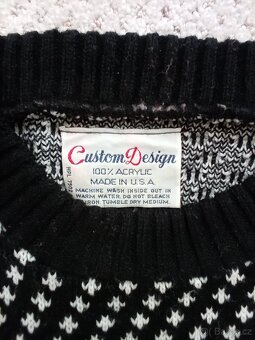 Custom Design
100% ACRYLIC
MADE IN U.S.A.
MACHINE WASH INSIDE OUT IN
WARM WATER. DO NOT BLEACH
IRON, TUMBLE DRY MEDIUM.